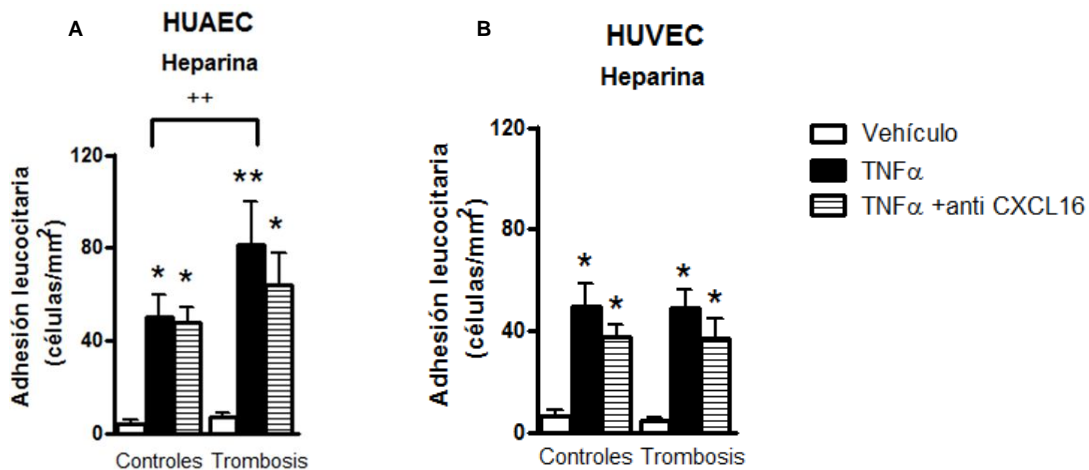 A
HUAEC
Heparina
++
Adhesión leucocitaria
(células/mm²)
120
80
40
0
*
*
**
*
Controles
Trombosis
B
HUVEC
Heparina
Adhesión leucocitaria
(células/mm²)
120
80
40
0
*
*
*
*
Controles
Trombosis
Vehículo
TNFα
TNFα +anti CXCL16